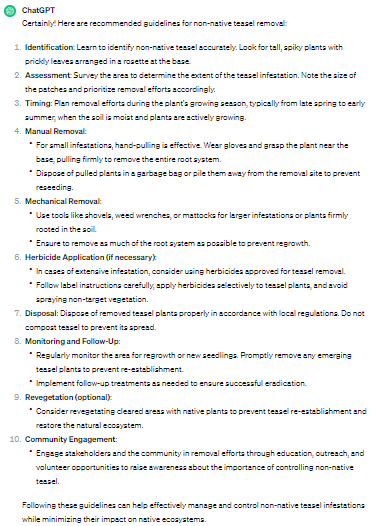 ChatGPT
Certainly! Here are recommended guidelines for non-native teasel removal:
1. Identification: Learn to identify non-native teasel accurately. Look for tall, spiky plants with
prickly leaves arranged in a rosette at the base.
2. Assessment: Survey the area to determine the extent of the teasel infestation. Note the size of
the patches and prioritize removal efforts accordingly.
3. Timing: Plan removal efforts during the plant's growing season, typically from late spring to early
summer, when the soil is moist and plants are actively growing.
4. Manual Removal:
• For small infestations, hand-pulling is effective. Wear gloves and grasp the plant near the
base, pulling firmly to remove the entire root system.
• Dispose of pulled plants in a garbage bag or pile them away from the removal site to prevent
reseeding.
5. Mechanical Removal:
• Use tools like shovels, weed wrenches, or mattocks for larger infestations or plants firmly
rooted in the soil.
• Ensure to remove as much of the root system as possible to prevent regrowth.
6. Herbicide Application (if necessary):
• In cases of extensive infestation, consider using herbicides approved for teasel removal.
• Follow label instructions carefully, apply herbicides selectively to teasel plants, and avoid
spraying non-target vegetation.
7. Disposal: Dispose of removed teasel plants properly in accordance with local regulations. Do not
compost teasel to prevent its spread.
8. Monitoring and Follow-Up:
• Regularly monitor the area for regrowth or new seedlings. Promptly remove any emerging
teasel plants to prevent re-establishment.
• Implement follow-up treatments as needed to ensure successful eradication.
9. Revegetation (optional):
• Consider revegetating cleared areas with native plants to prevent teasel re-establishment and
restore the natural ecosystem.
10. Community Engagement:
• Engage stakeholders and the community in removal efforts through education, outreach, and
volunteer opportunities to raise awareness about the importance of controlling non-native
teasel.
Following these guidelines can help effectively manage and control non-native teasel infestations
while minimizing their impact on native ecosystems.